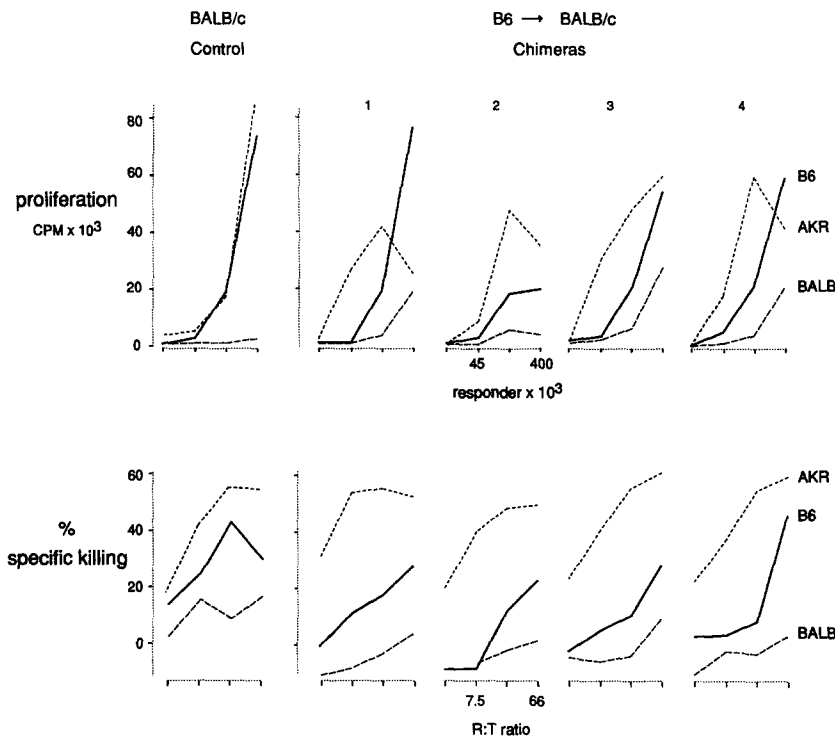 BALB/c
Control
B6 → BALB/c
Chimeras
1 2 3 4
80
60
40
20
0
proliferation
CPM x 10³
B6
AKR
BALB
45 400
responder x 10³
60
40
20
0
%
specific killing
AKR
B6
BALB
7.5 66
R:T ratio